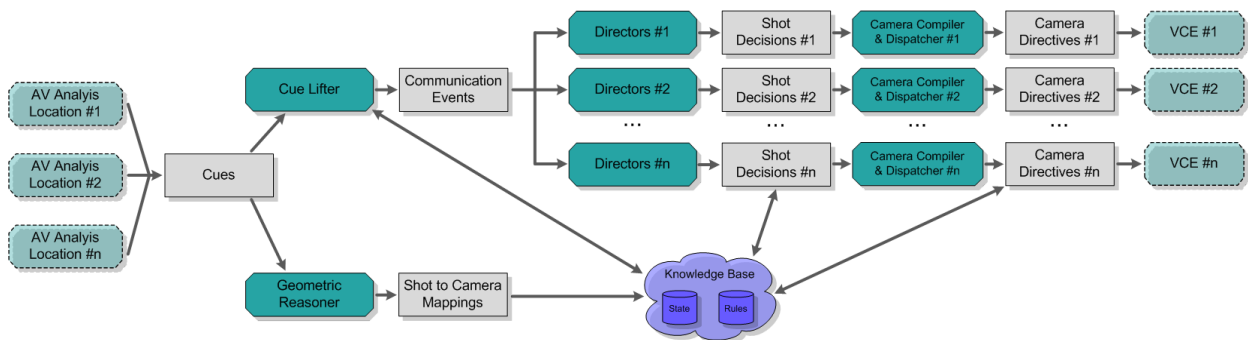 Directors #1
Shot
Decisions #1
Camera Compiler
& Dispatcher #1
Camera
Directives #1
VCE #1
AV Analyis
Location #1
Cue Lifter
Communication
Events
Directors #2
Shot
Decisions #2
Camera Compiler
& Dispatcher #2
Camera
Directives #2
VCE #2
...
...
...
...
AV Analyis
Location #2
Cues
Directors #n
Shot
Decisions #n
Camera Compiler
& Dispatcher #n
Camera
Directives #n
VCE #n
AV Analyis
Location #n
Geometric
Reasoner
Shot to Camera
Mappings
Knowledge Base
State
Rules